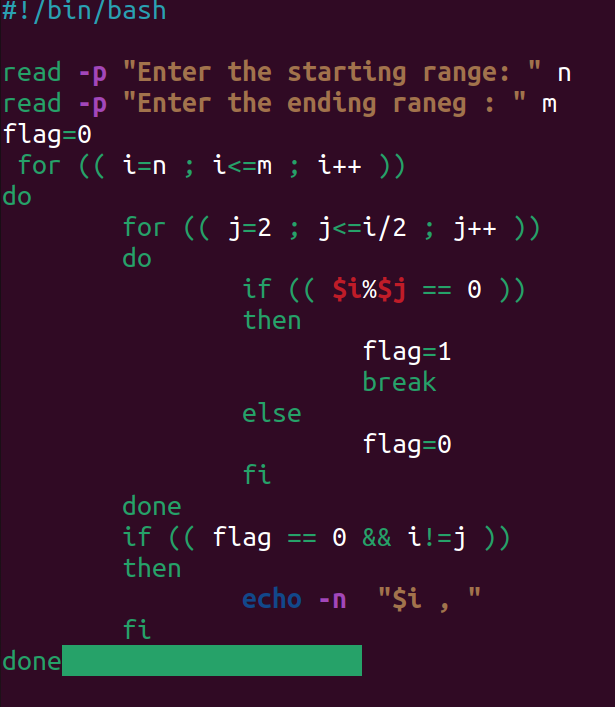 #!/bin/bash

read -p "Enter the starting range: " n
read -p "Enter the ending raneg : " m
flag=0
 for (( i=n ; i<=m ; i++ ))
do
        for (( j=2 ; j<=i/2 ; j++ ))
        do
                if (( $i%$j == 0 ))
                then
                        flag=1
                        break
                else
                        flag=0
                fi
        done
        if (( flag == 0 && i!=j ))
        then
                echo -n  "$i , "
        fi
done